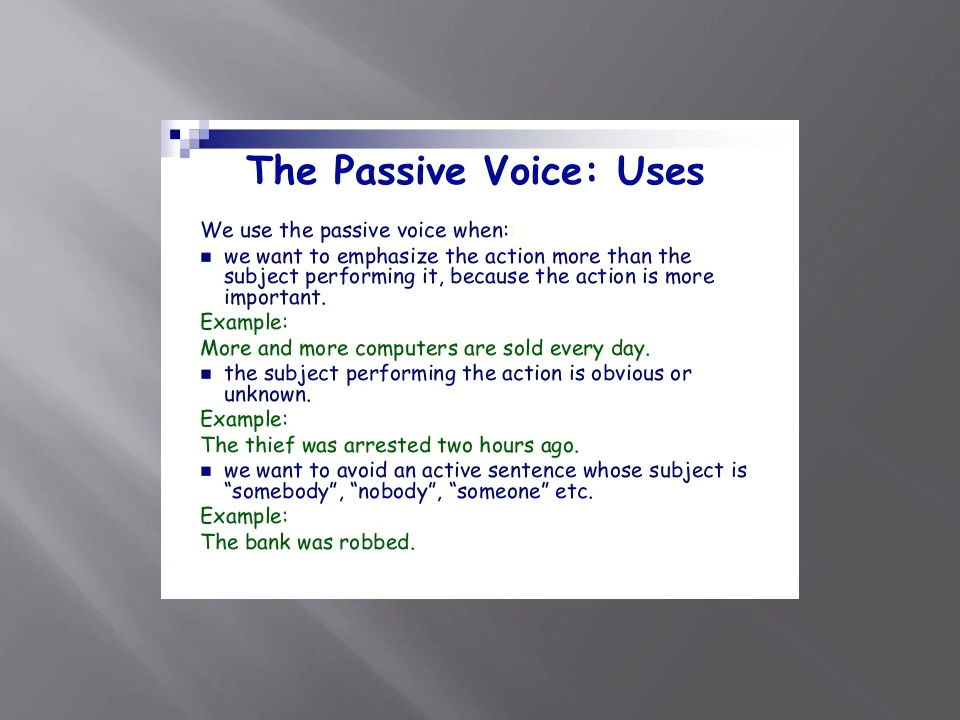 The Passive Voice: Uses
We use the passive voice when:
■ we want to emphasize the action more than the
subject performing it, because the action is more
important.
Example:
More and more computers are sold every day.
■ the subject performing the action is obvious or
unknown.
Example:
The thief was arrested two hours ago.
■ we want to avoid an active sentence whose subject is
“somebody”, “nobody”, “someone” etc.
Example:
The bank was robbed.